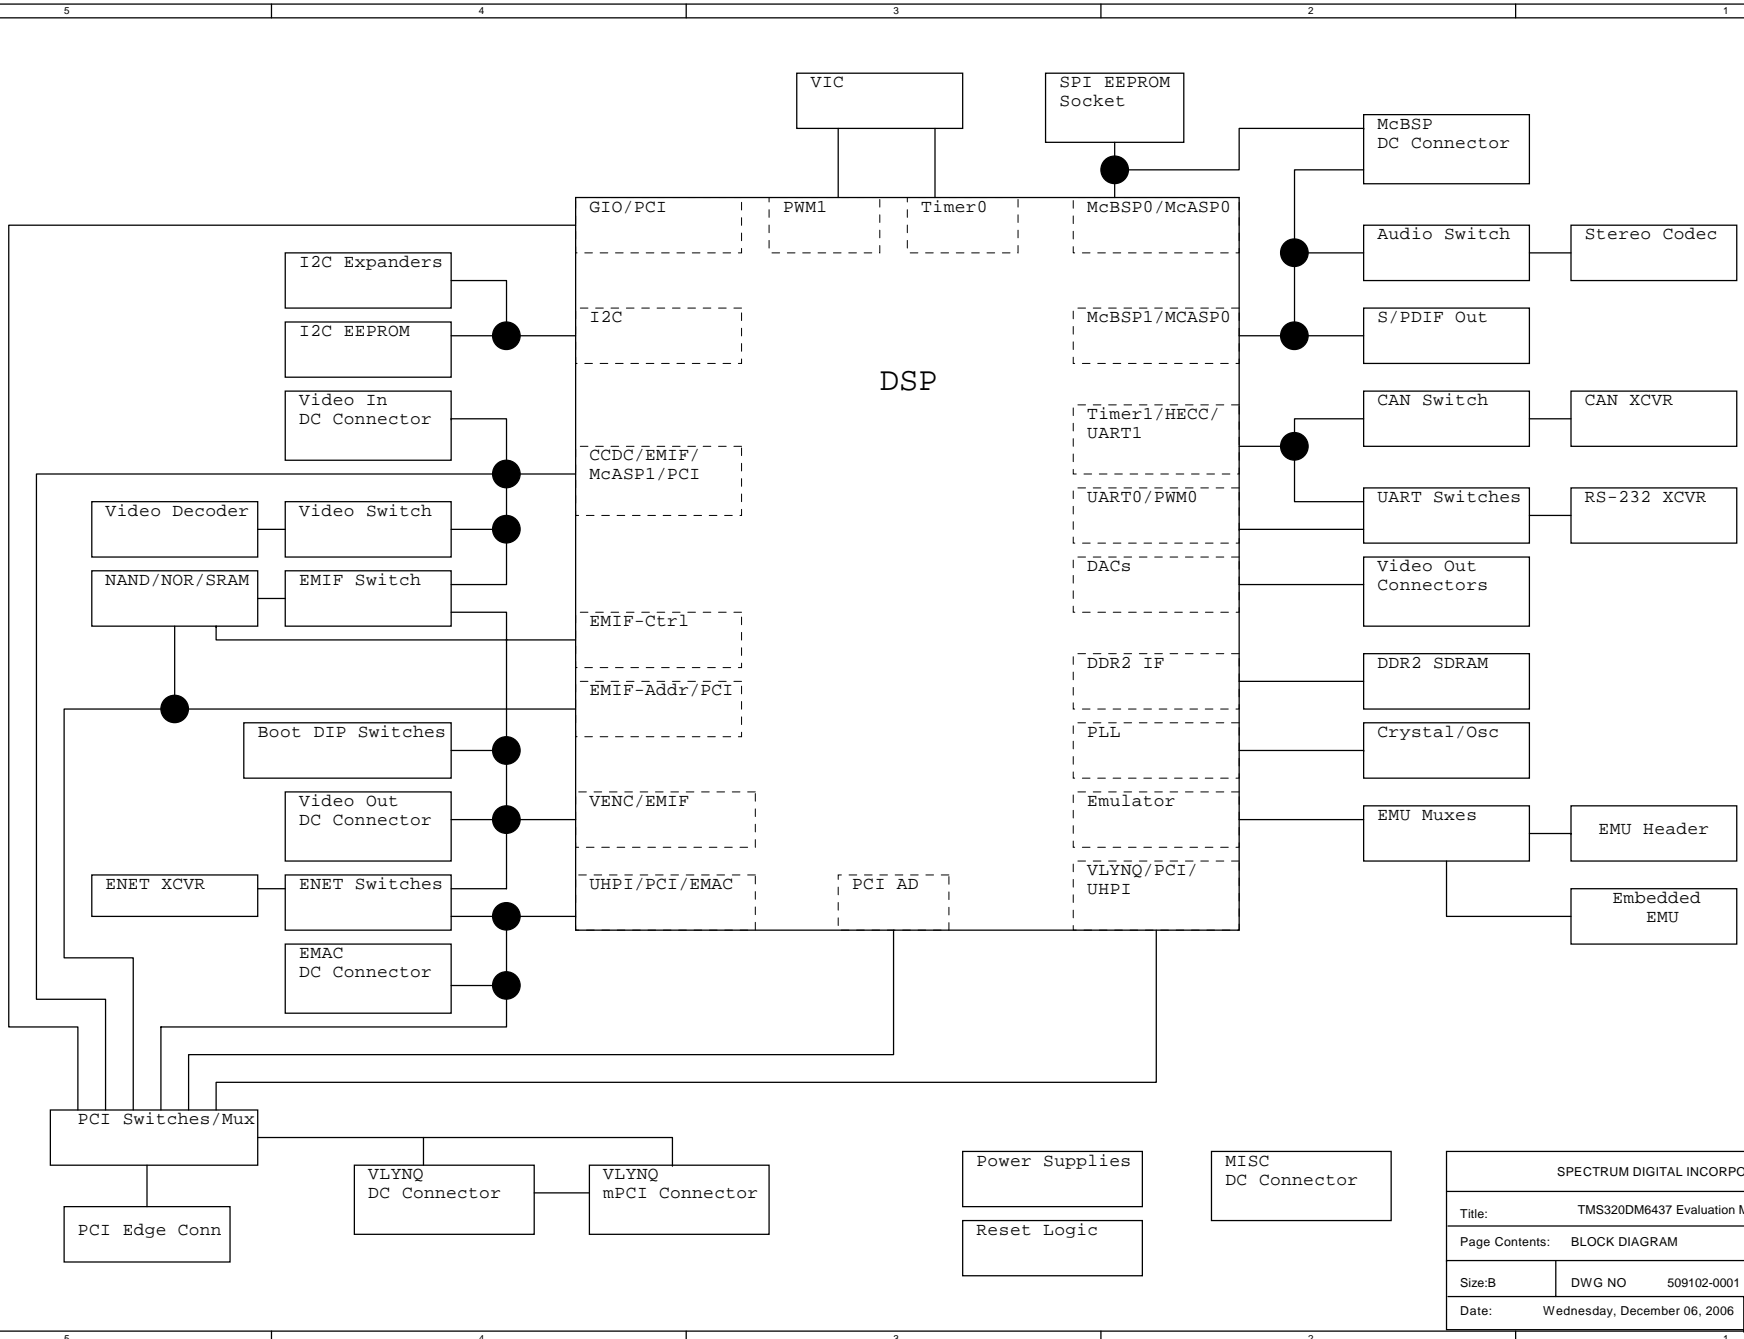 5 4 3 2 1
VIC
SPI EEPROM
Socket
McBSP
DC Connector
GIO/PCI
PWM1
Timer0
McBSP0/McASP0
Audio Switch
Stereo Codec
I2C Expanders
I2C
McBSP1/MCASP0
S/PDIF Out
I2C EEPROM
DSP
Video In
DC Connector
CAN Switch
CAN XCVR
Timer1/HECC/
UART1
CCDC/EMIF/
McASP1/PCI
Video Decoder
Video Switch
UART0/PWM0
UART Switches
RS-232 XCVR
NAND/NOR/SRAM
EMIF Switch
DACs
Video Out
Connectors
EMIF-Ctrl
DDR2 IF
DDR2 SDRAM
EMIF-Addr/PCI
Boot DIP Switches
PLL
Crystal/Osc
Video Out
DC Connector
VENC/EMIF
Emulator
EMU Muxes
EMU Header
ENET XCVR
ENET Switches
UHPI/PCI/EMAC
PCI AD
VLYNQ/PCI/
UHPI
Embedded
EMU
EMAC
DC Connector
PCI Switches/Mux
VLYNQ
DC Connector
VLYNQ
mPCI Connector
Power Supplies
MISC
DC Connector
PCI Edge Conn
Reset Logic
SPECTRUM DIGITAL INCORPO
Title: TMS320DM6437 Evaluation M
Page Contents: BLOCK DIAGRAM
Size:B DWG NO 509102-0001
Date: Wednesday, December 06, 2006
5 4 3 2 1